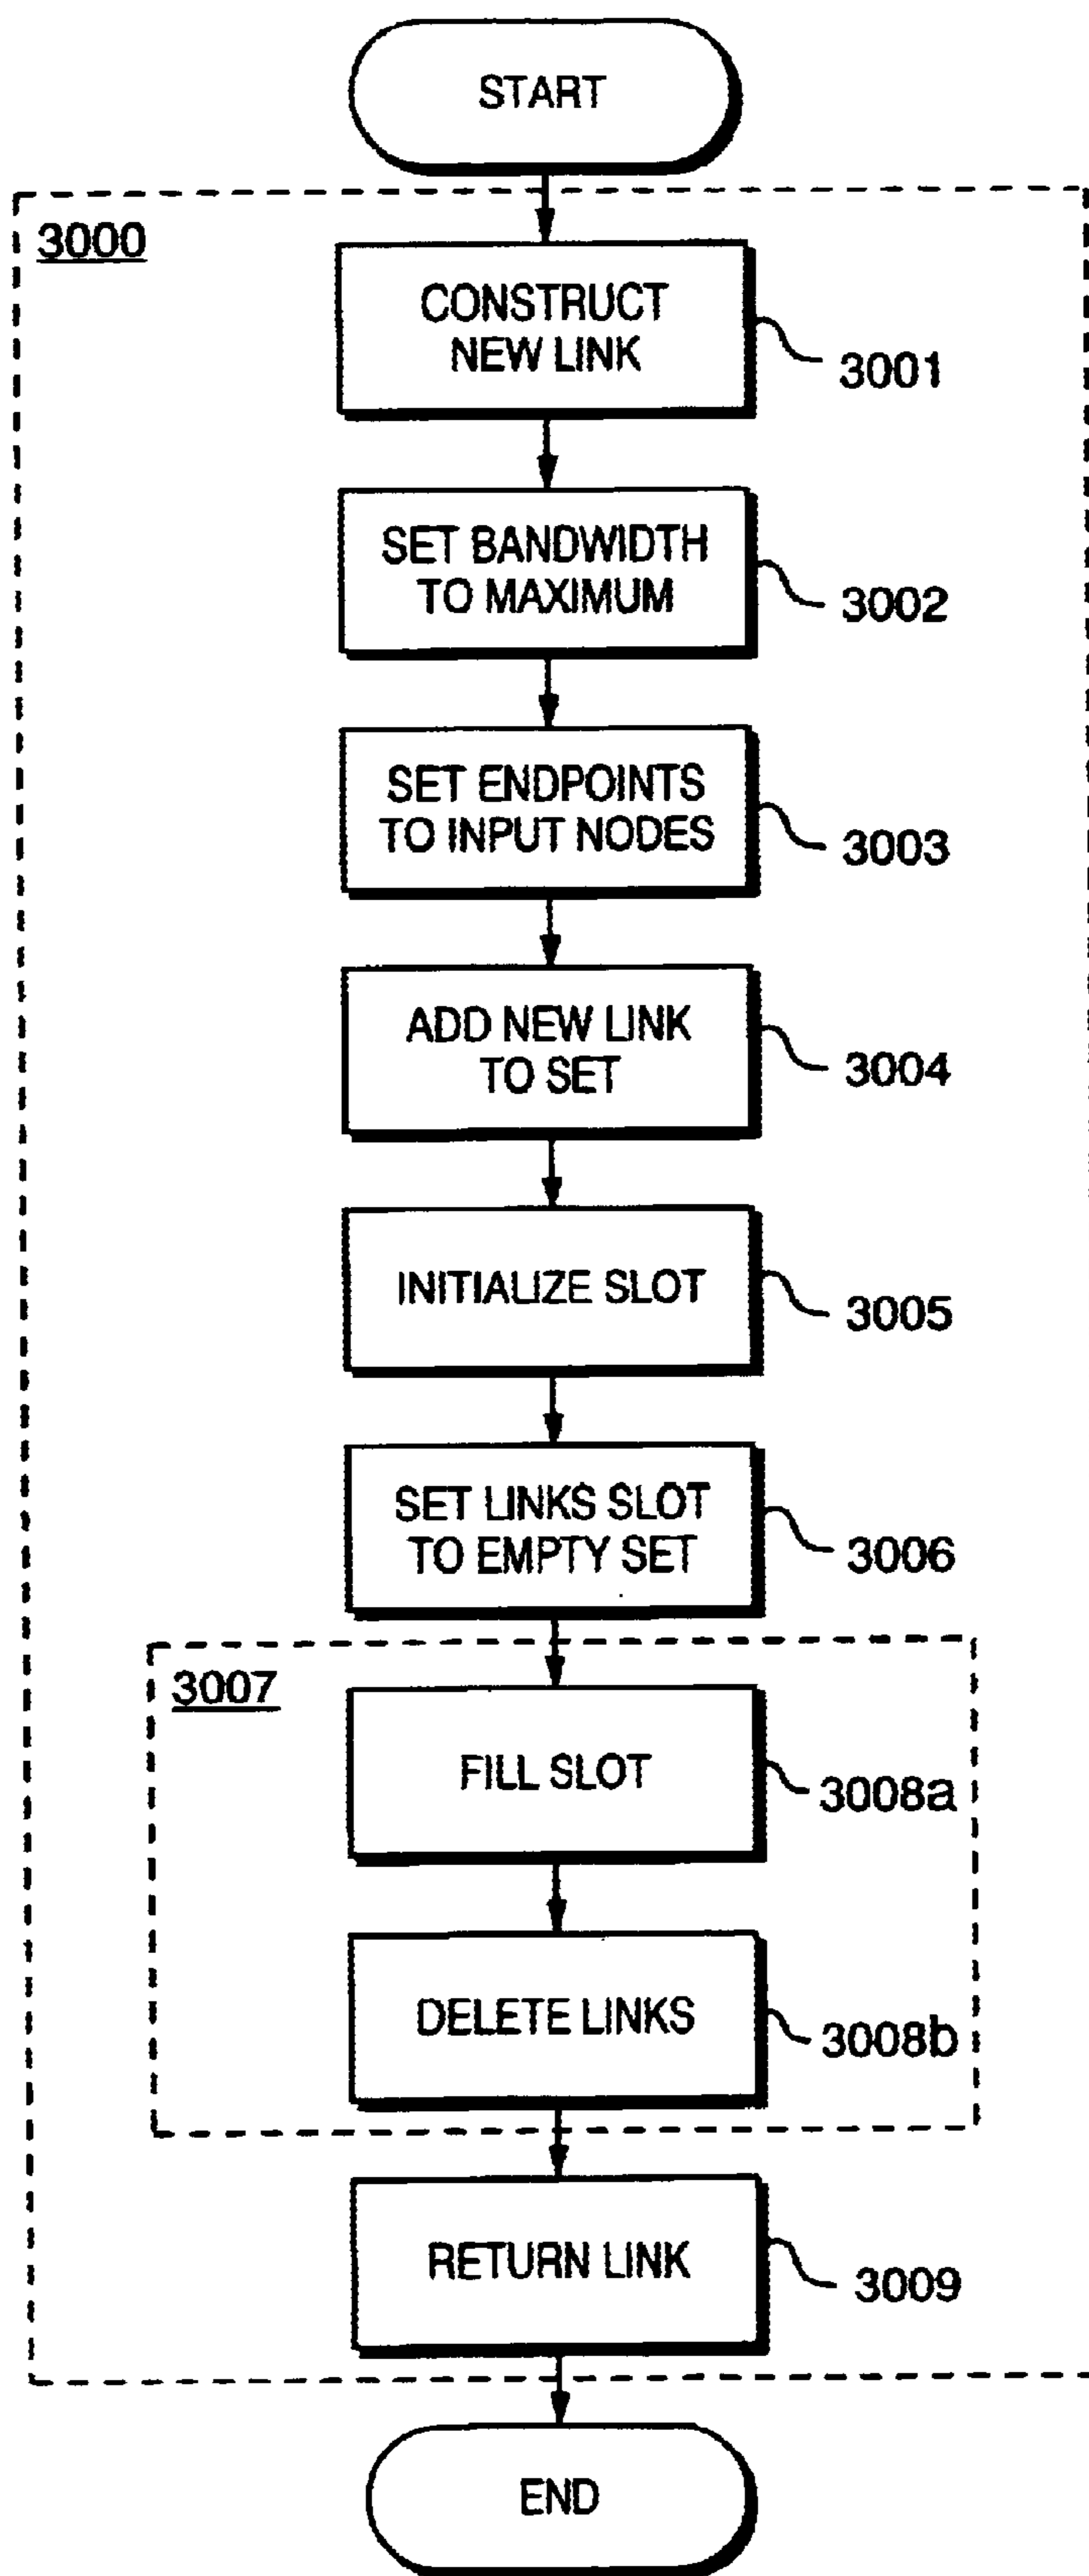 START
3000
CONSTRUCT
NEW LINK
3001
SET BANDWIDTH
TO MAXIMUM
3002
SET ENDPOINTS
TO INPUT NODES
3003
ADD NEW LINK
TO SET
3004
INITIALIZE SLOT
3005
SET LINKS SLOT
TO EMPTY SET
3006
3007
FILL SLOT
3008a
DELETE LINKS
3008b
RETURN LINK
3009
END